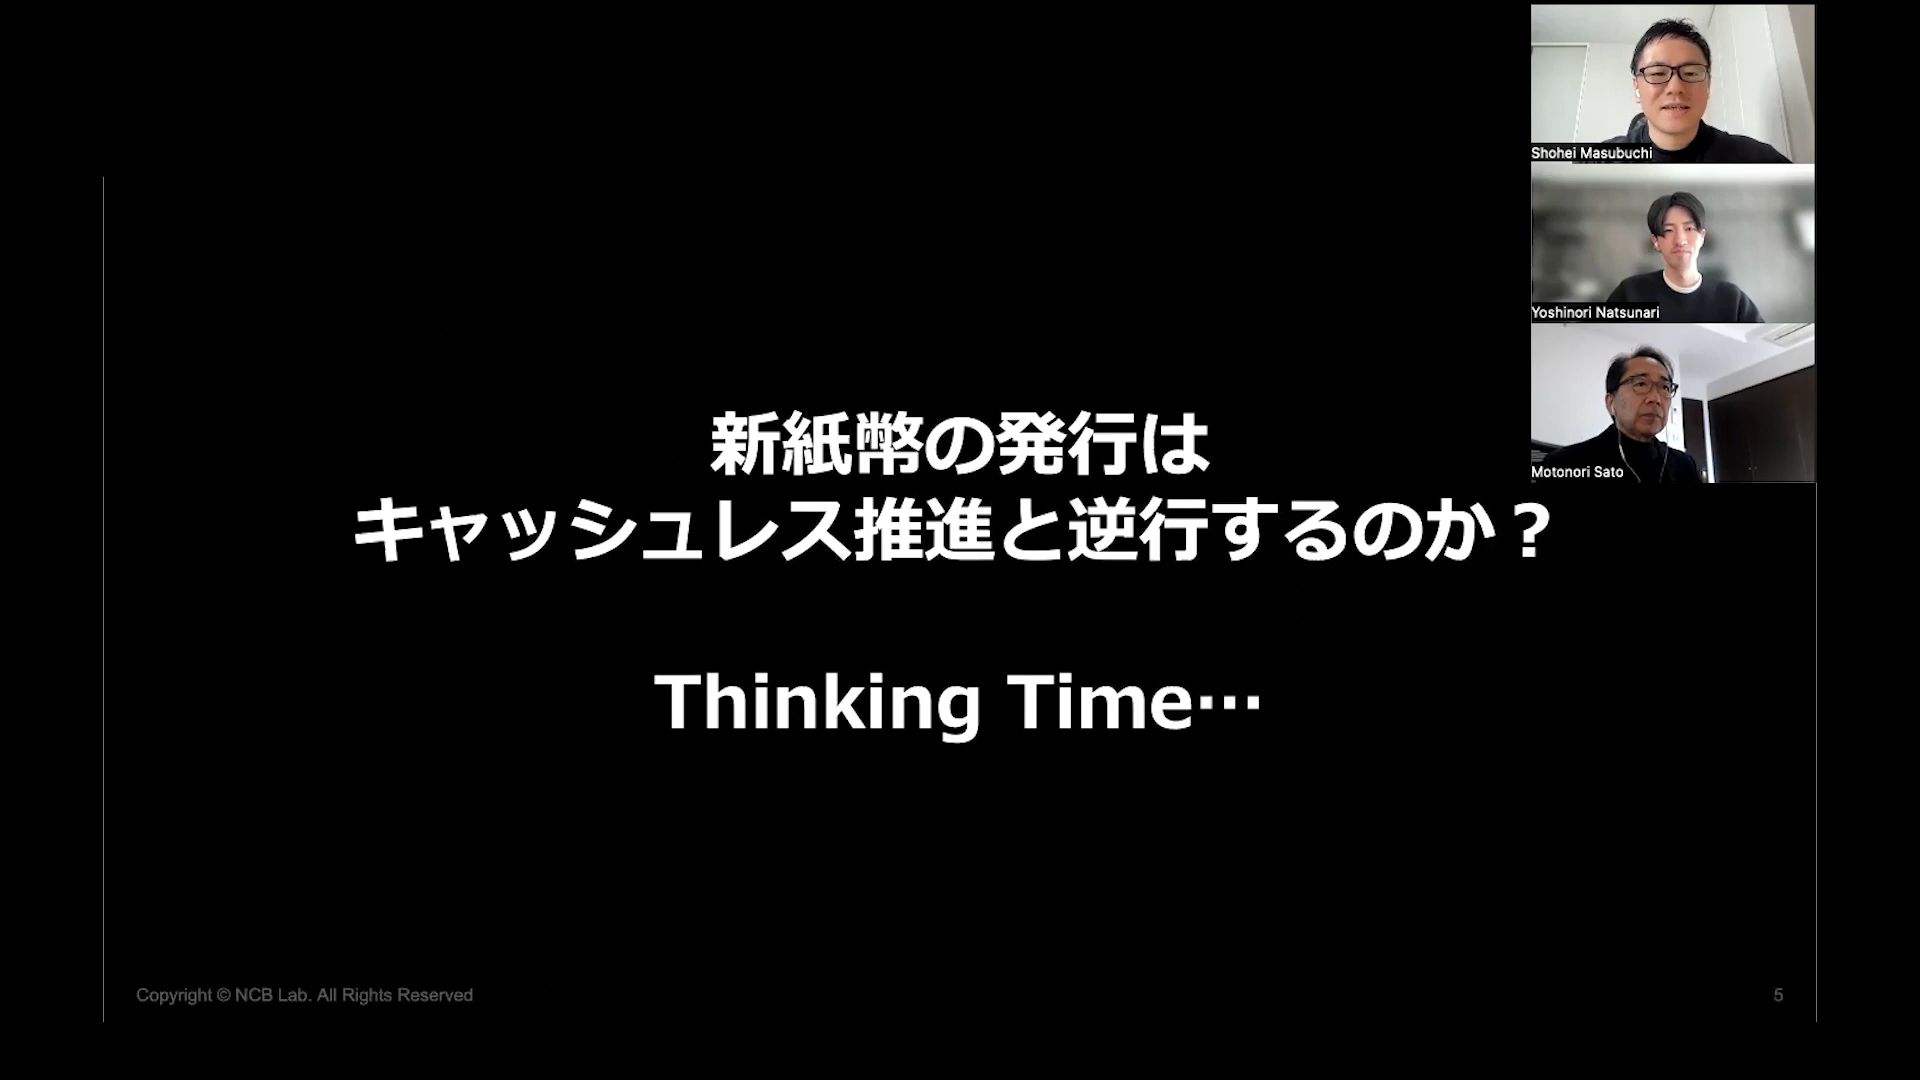 Shohei Masubuchi
Yoshinori Natsunari
Motonori Sato
新紙幣の発行は
キャッシュレス推進と逆行するのか？
Thinking Time…
Copyright © NCB Lab. All Rights Reserved
5